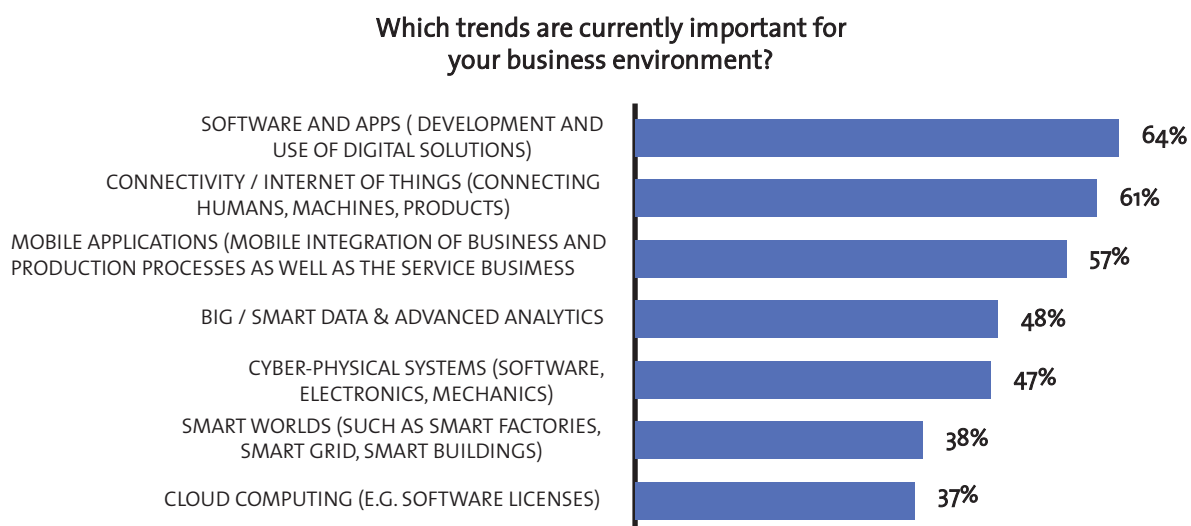 Which trends are currently important for
your business environment?
SOFTWARE AND APPS ( DEVELOPMENT AND
USE OF DIGITAL SOLUTIONS)
64%
CONNECTIVITY / INTERNET OF THINGS (CONNECTING
HUMANS, MACHINES, PRODUCTS)
61%
MOBILE APPLICATIONS (MOBILE INTEGRATION OF BUSINESS AND
PRODUCTION PROCESSES AS WELL AS THE SERVICE BUSIMESS
57%
BIG / SMART DATA & ADVANCED ANALYTICS
48%
CYBER-PHYSICAL SYSTEMS (SOFTWARE,
ELECTRONICS, MECHANICS)
47%
SMART WORLDS (SUCH AS SMART FACTORIES,
SMART GRID, SMART BUILDINGS)
38%
CLOUD COMPUTING (E.G. SOFTWARE LICENSES)
37%